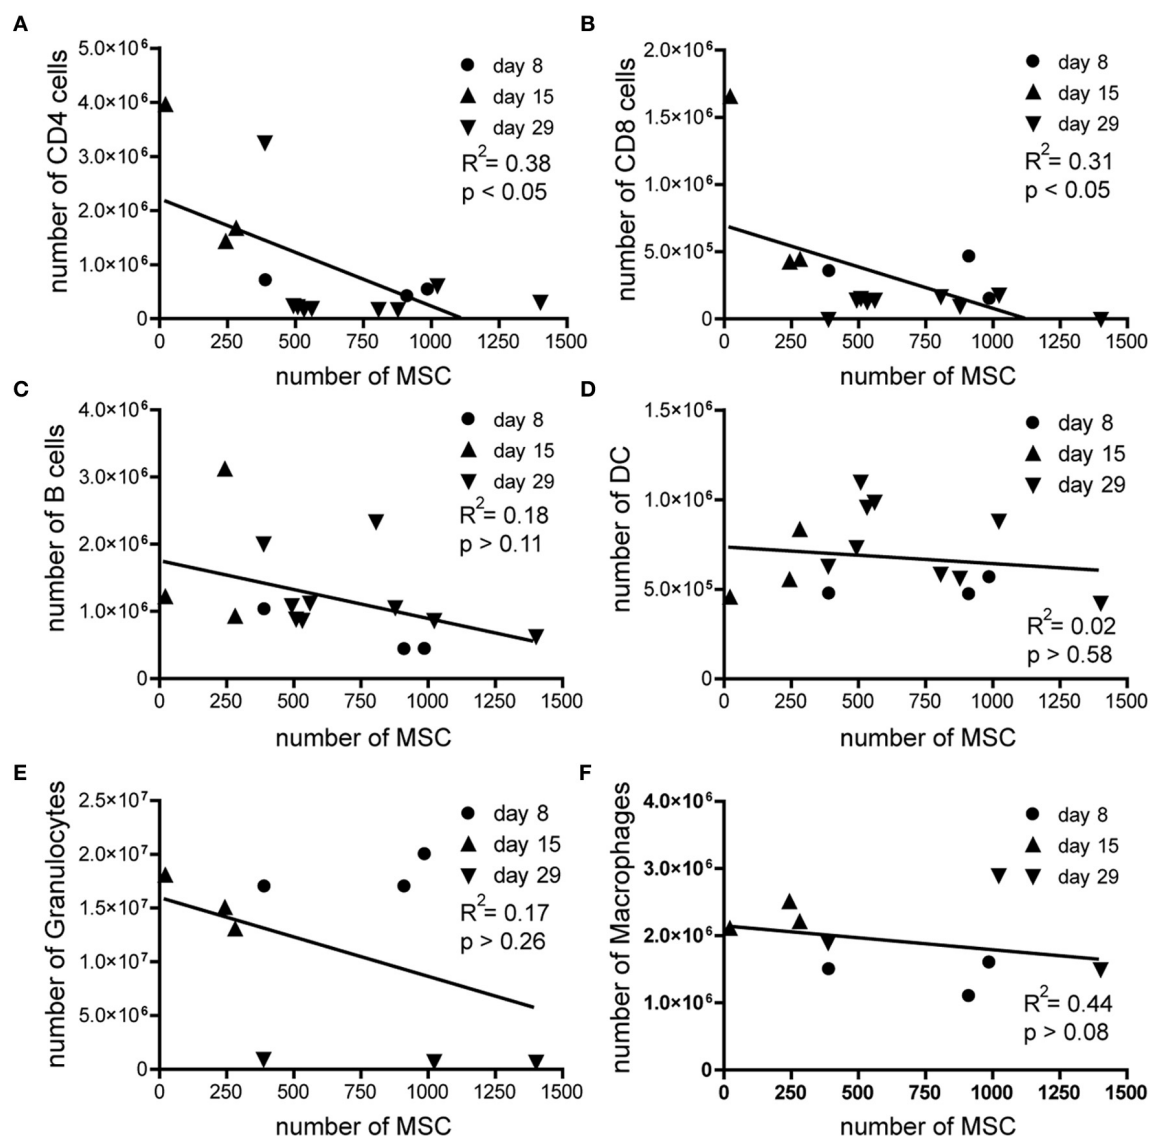 A
number of CD4 cells
5.0×10⁶
4.0×10⁶
3.0×10⁶
2.0×10⁶
1.0×10⁶
0
0 250 500 750 1000 1250 1500
number of MSC
day 8
day 15
day 29
R²= 0.38
p < 0.05
B
number of CD8 cells
2.0×10⁶
1.5×10⁶
1.0×10⁶
5.0×10⁵
0
0 250 500 750 1000 1250 1500
number of MSC
day 8
day 15
day 29
R²= 0.31
p < 0.05
C
number of B cells
4.0×10⁶
3.0×10⁶
2.0×10⁶
1.0×10⁶
0
0 250 500 750 1000 1250 1500
number of MSC
day 8
day 15
day 29
R²= 0.18
p > 0.11
D
number of DC
1.5×10⁶
1.0×10⁶
5.0×10⁵
0
0 250 500 750 1000 1250 1500
number of MSC
day 8
day 15
day 29
R²= 0.02
p > 0.58
E
number of Granulocytes
2.5×10⁷
2.0×10⁷
1.5×10⁷
1.0×10⁷
5.0×10⁶
0
0 250 500 750 1000 1250 1500
number of MSC
day 8
day 15
day 29
R²= 0.17
p > 0.26
F
number of Macrophages
4.0×10⁶
3.0×10⁶
2.0×10⁶
1.0×10⁶
0
0 250 500 750 1000 1250 1500
number of MSC
day 8
day 15
day 29
R²= 0.44
p > 0.08